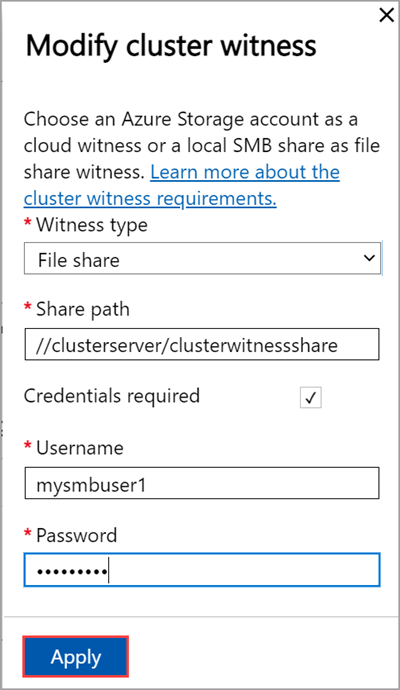 Modify cluster witness
Choose an Azure Storage account as a
cloud witness or a local SMB share as file
share witness. Learn more about the
cluster witness requirements.
* Witness type
File share
* Share path
//clusterserver/clusterwitnessshare
Credentials required
* Username
mysmbuser1
* Password
•••••••••
Apply